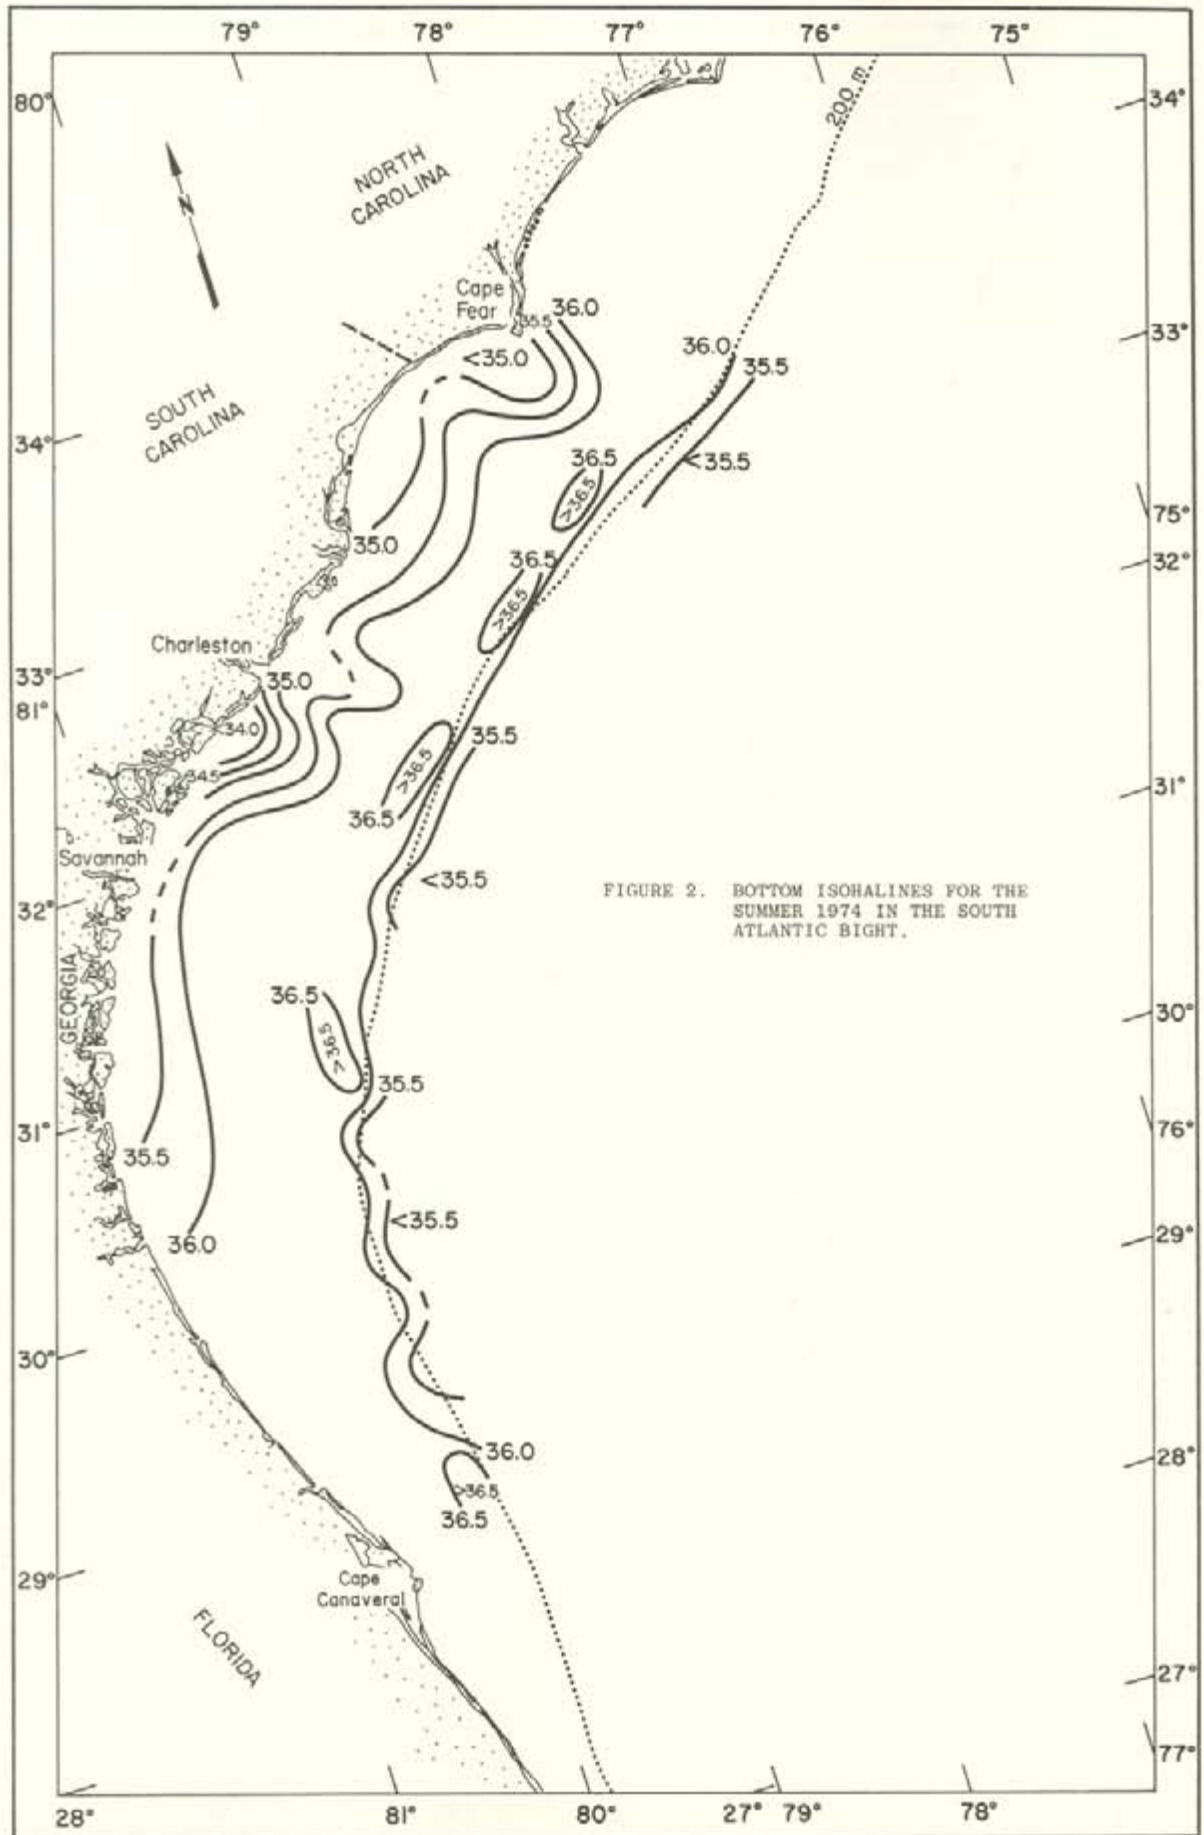 79° 78° 77° 76° 75°
80°
34°
200 m
N
NORTH
CAROLINA
Cape
Fear
35.5
36.0
<35.0
36.0
33°
35.5
SOUTH
CAROLINA
34°
36.5
>36.5
<35.5
75°
35.0
36.5
32°
>36.5
Charleston
33°
35.0
81°
34.0
35.5
>36.5
34.5
31°
36.5
Savannah
<35.5
FIGURE 2. BOTTOM ISOHALINES FOR THE
SUMMER 1974 IN THE SOUTH
ATLANTIC BIGHT.
32°
GEORGIA
36.5
30°
>36.5
35.5
31°
76°
35.5
<35.5
36.0
29°
30°
36.0
28°
>36.5
36.5
29°
Cape
Canaveral
FLORIDA
27°
77°
28° 81° 80° 27° 79° 78°